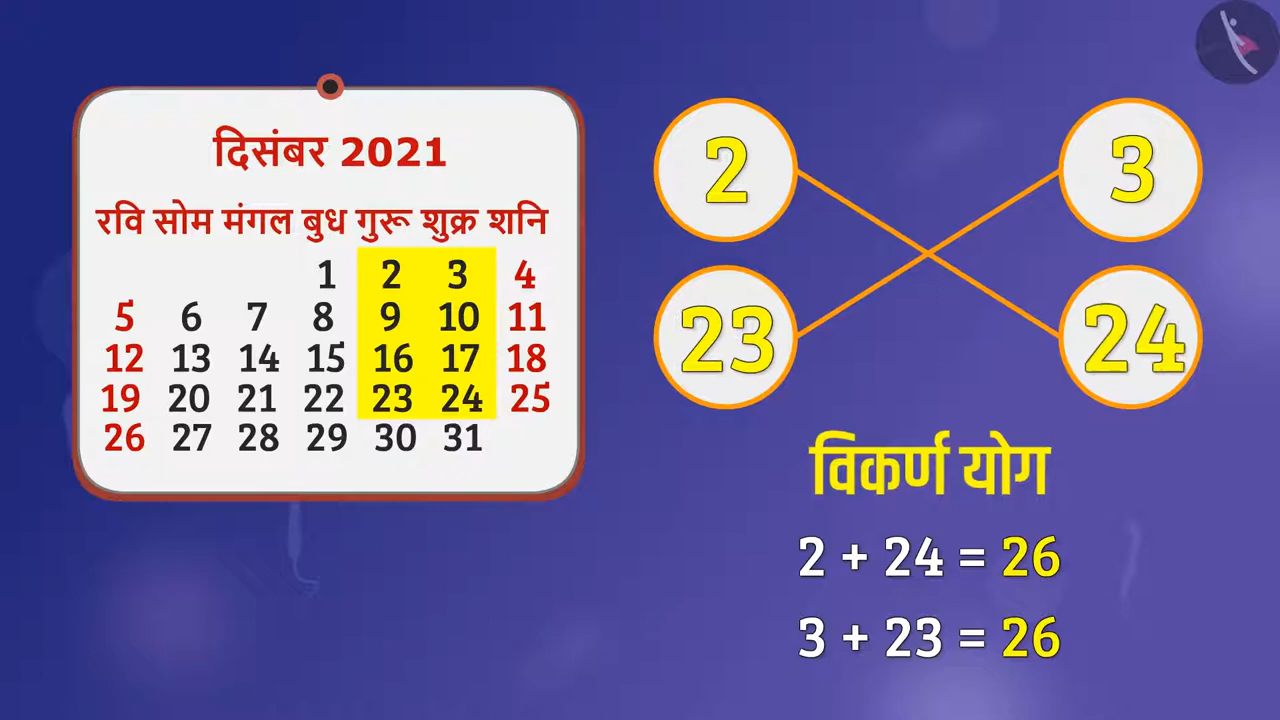 दिसंबर 2021
रवि सोम मंगल बुध गुरू शुक्र शनि
1 2 3 4
5 6 7 8 9 10 11
12 13 14 15 16 17 18
19 20 21 22 23 24 25
26 27 28 29 30 31
2 3
23 24
विकर्ण योग
2 + 24 = 26
3 + 23 = 26